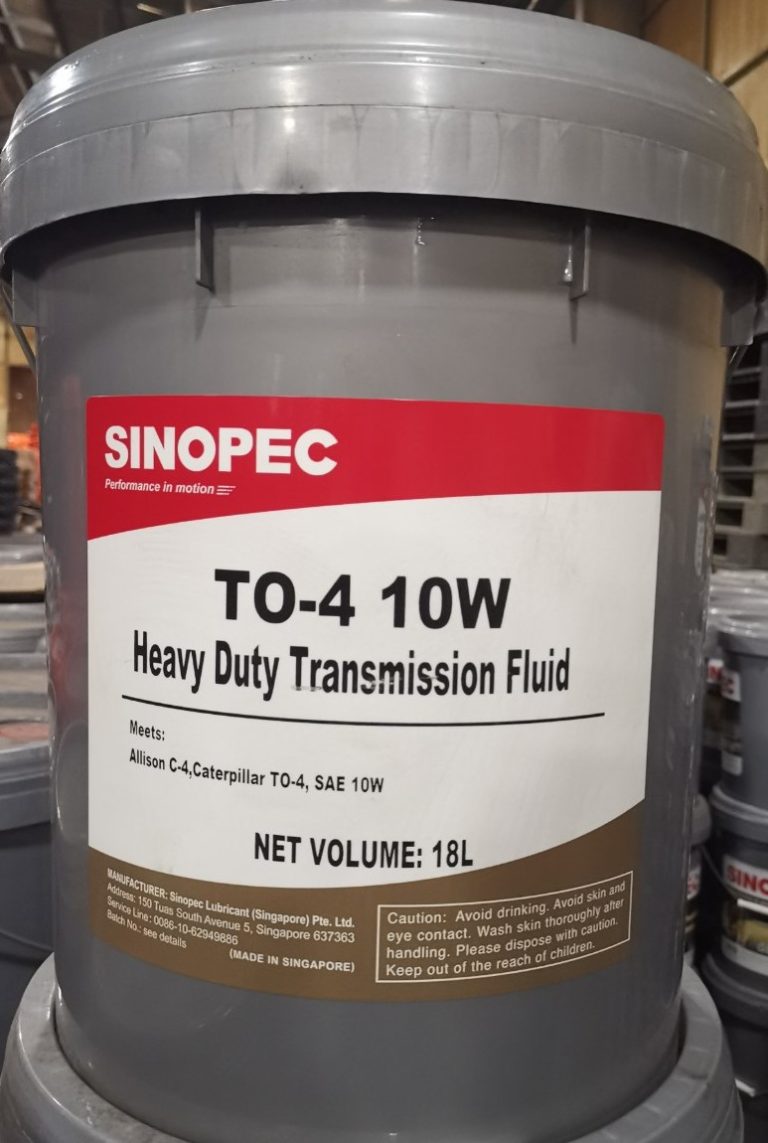 SINOPEC
Performance in motion
TO-4 10W
Heavy Duty Transmission Fluid
Meets:
Allison C-4,Caterpillar TO-4, SAE 10W
NET VOLUME: 18L
MANUFACTURER: Sinopec Lubricant (Singapore) Pte. Ltd.
Address: 150 Tuas South Avenue 5, Singapore 637363
Service Line : 0086-10-62949886
Batch No.: see details
(MADE IN SINGAPORE)
Caution: Avoid drinking. Avoid skin and
eye contact. Wash skin thoroughly after
handling. Please dispose with caution.
Keep out of the reach of children.
SINO